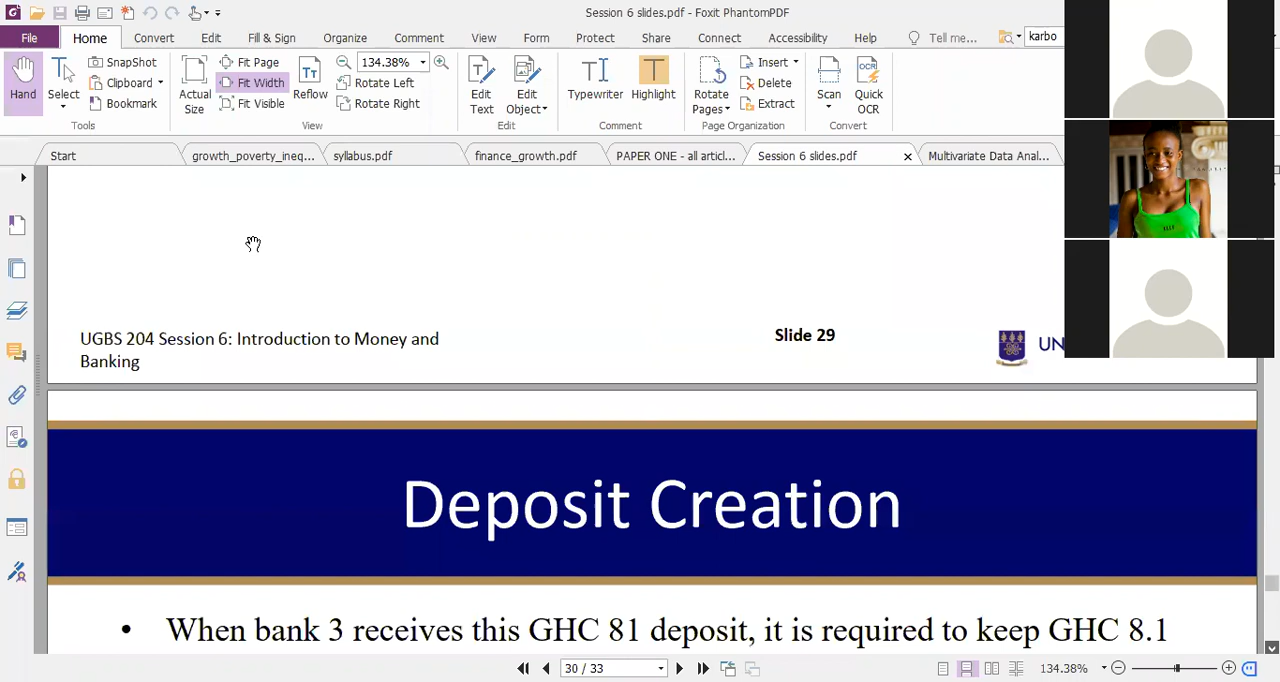 Session 6 slides.pdf - Foxit PhantomPDF
File Home Convert Edit Fill & Sign Organize Comment View Form Protect Share Connect Accessibility Help Tell me... karbo
Hand Select SnapShot Clipboard Bookmark Actual Size Fit Page Fit Width Fit Visible Reflow 134.38% Rotate Left Rotate Right Edit Text Edit Object Typewriter Highlight Rotate Pages Insert Delete Extract Scan Quick OCR
Tools View Edit Comment Page Organization Convert
Start growth_poverty_ineq... syllabus.pdf finance_growth.pdf PAPER ONE - all articl... Session 6 slides.pdf Multivariate Data Anal...
UGBS 204 Session 6: Introduction to Money and
Banking
Slide 29
UN
Deposit Creation
• When bank 3 receives this GHC 81 deposit, it is required to keep GHC 8.1
30 / 33 134.38%